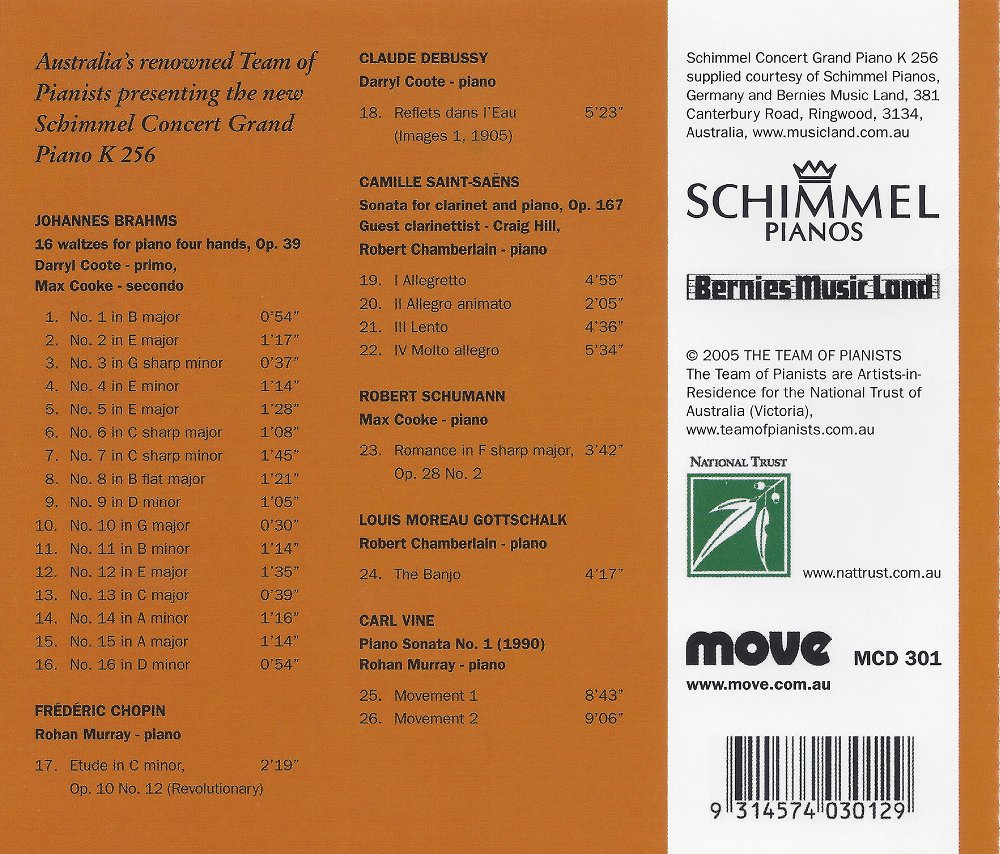 Australia's renowned Team of
Pianists presenting the new
Schimmel Concert Grand
Piano K 256
JOHANNES BRAHMS
16 waltzes for piano four hands, Op. 39
Darryl Coote - primo,
Max Cooke - secondo
1. No. 1 in B major 0'54"
2. No. 2 in E major 1'17"
3. No. 3 in G sharp minor 0'37"
4. No. 4 in E minor 1'14"
5. No. 5 in E major 1'28"
6. No. 6 in C sharp major 1'08"
7. No. 7 in C sharp minor 1'45"
8. No. 8 in B flat major 1'21"
9. No. 9 in D minor 1'05"
10. No. 10 in G major 0'30"
11. No. 11 in B minor 1'14"
12. No. 12 in E major 1'35"
13. No. 13 in C major 0'39"
14. No. 14 in A minor 1'16"
15. No. 15 in A major 1'14"
16. No. 16 in D minor 0'54"
FRÉDÉRIC CHOPIN
Rohan Murray - piano
17. Etude in C minor, 2'19"
Op. 10 No. 12 (Revolutionary)
CLAUDE DEBUSSY
Darryl Coote - piano
18. Reflets dans l'Eau 5'23"
(Images 1, 1905)
CAMILLE SAINT-SAËNS
Sonata for clarinet and piano, Op. 167
Guest clarinettist - Craig Hill,
Robert Chamberlain - piano
19. I Allegretto 4'55"
20. II Allegro animato 2'05"
21. III Lento 4'36"
22. IV Molto allegro 5'34"
ROBERT SCHUMANN
Max Cooke - piano
23. Romance in F sharp major, 3'42"
Op. 28 No. 2
LOUIS MOREAU GOTTSCHALK
Robert Chamberlain - piano
24. The Banjo 4'17"
CARL VINE
Piano Sonata No. 1 (1990)
Rohan Murray - piano
25. Movement 1 8'43"
26. Movement 2 9'06"
Schimmel Concert Grand Piano K 256
supplied courtesy of Schimmel Pianos,
Germany and Bernies Music Land, 381
Canterbury Road, Ringwood, 3134,
Australia, www.musicland.com.au
SCHIMMEL
PIANOS
Bernies Music Land
© 2005 THE TEAM OF PIANISTS
The Team of Pianists are Artists-in-
Residence for the National Trust of
Australia (Victoria),
www.teamofpianists.com.au
NATIONAL TRUST
www.nattrust.com.au
move MCD 301
www.move.com.au
9 314574 030129